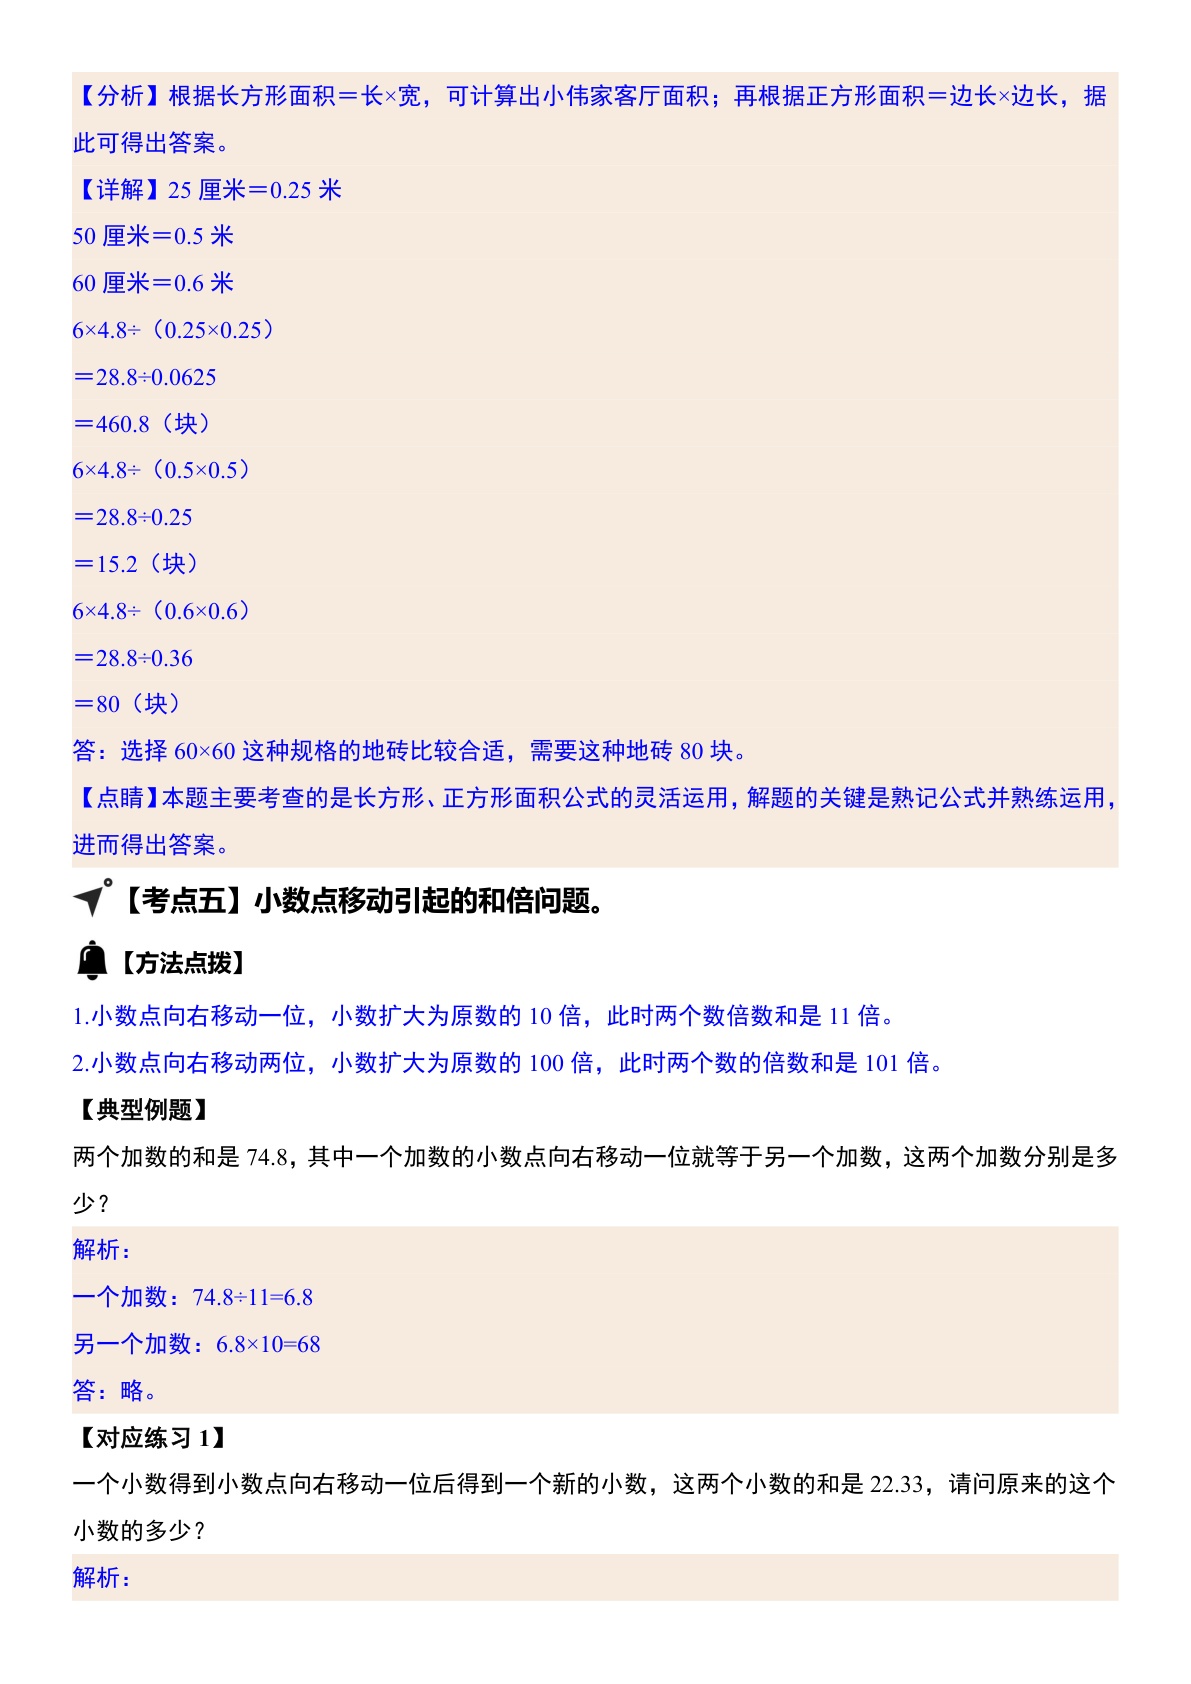 【分析】根据长方形面积＝长×宽，可计算出小伟家客厅面积；再根据正方形面积＝边长×边长，据
此可得出答案。
【详解】25 厘米＝0.25 米
50 厘米＝0.5 米
60 厘米＝0.6 米
6×4.8÷（0.25×0.25）
＝28.8÷0.0625
＝460.8（块）
6×4.8÷（0.5×0.5）
＝28.8÷0.25
＝15.2（块）
6×4.8÷（0.6×0.6）
＝28.8÷0.36
＝80（块）
答：选择 60×60 这种规格的地砖比较合适，需要这种地砖 80 块。
【点睛】本题主要考查的是长方形、正方形面积公式的灵活运用，解题的关键是熟记公式并熟练运用，
进而得出答案。
【考点五】小数点移动引起的和倍问题。
【方法点拨】
1.小数点向右移动一位，小数扩大为原数的 10 倍，此时两个数倍数和是 11 倍。
2.小数点向右移动两位，小数扩大为原数的 100 倍，此时两个数的倍数和是 101 倍。
【典型例题】
两个加数的和是 74.8，其中一个加数的小数点向右移动一位就等于另一个加数，这两个加数分别是多
少？
解析：
一个加数：74.8÷11=6.8
另一个加数：6.8×10=68
答：略。
【对应练习 1】
一个小数得到小数点向右移动一位后得到一个新的小数，这两个小数的和是 22.33，请问原来的这个
小数的多少？
解析：